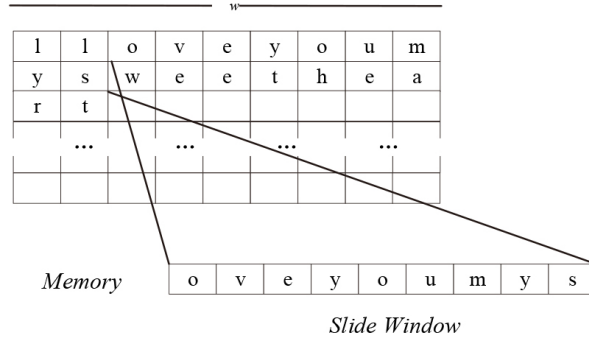 w
l l o v e y o u m
y s w e e t h e a
r t
... ... ... ...
Memory
o v e y o u m y s
Slide Window